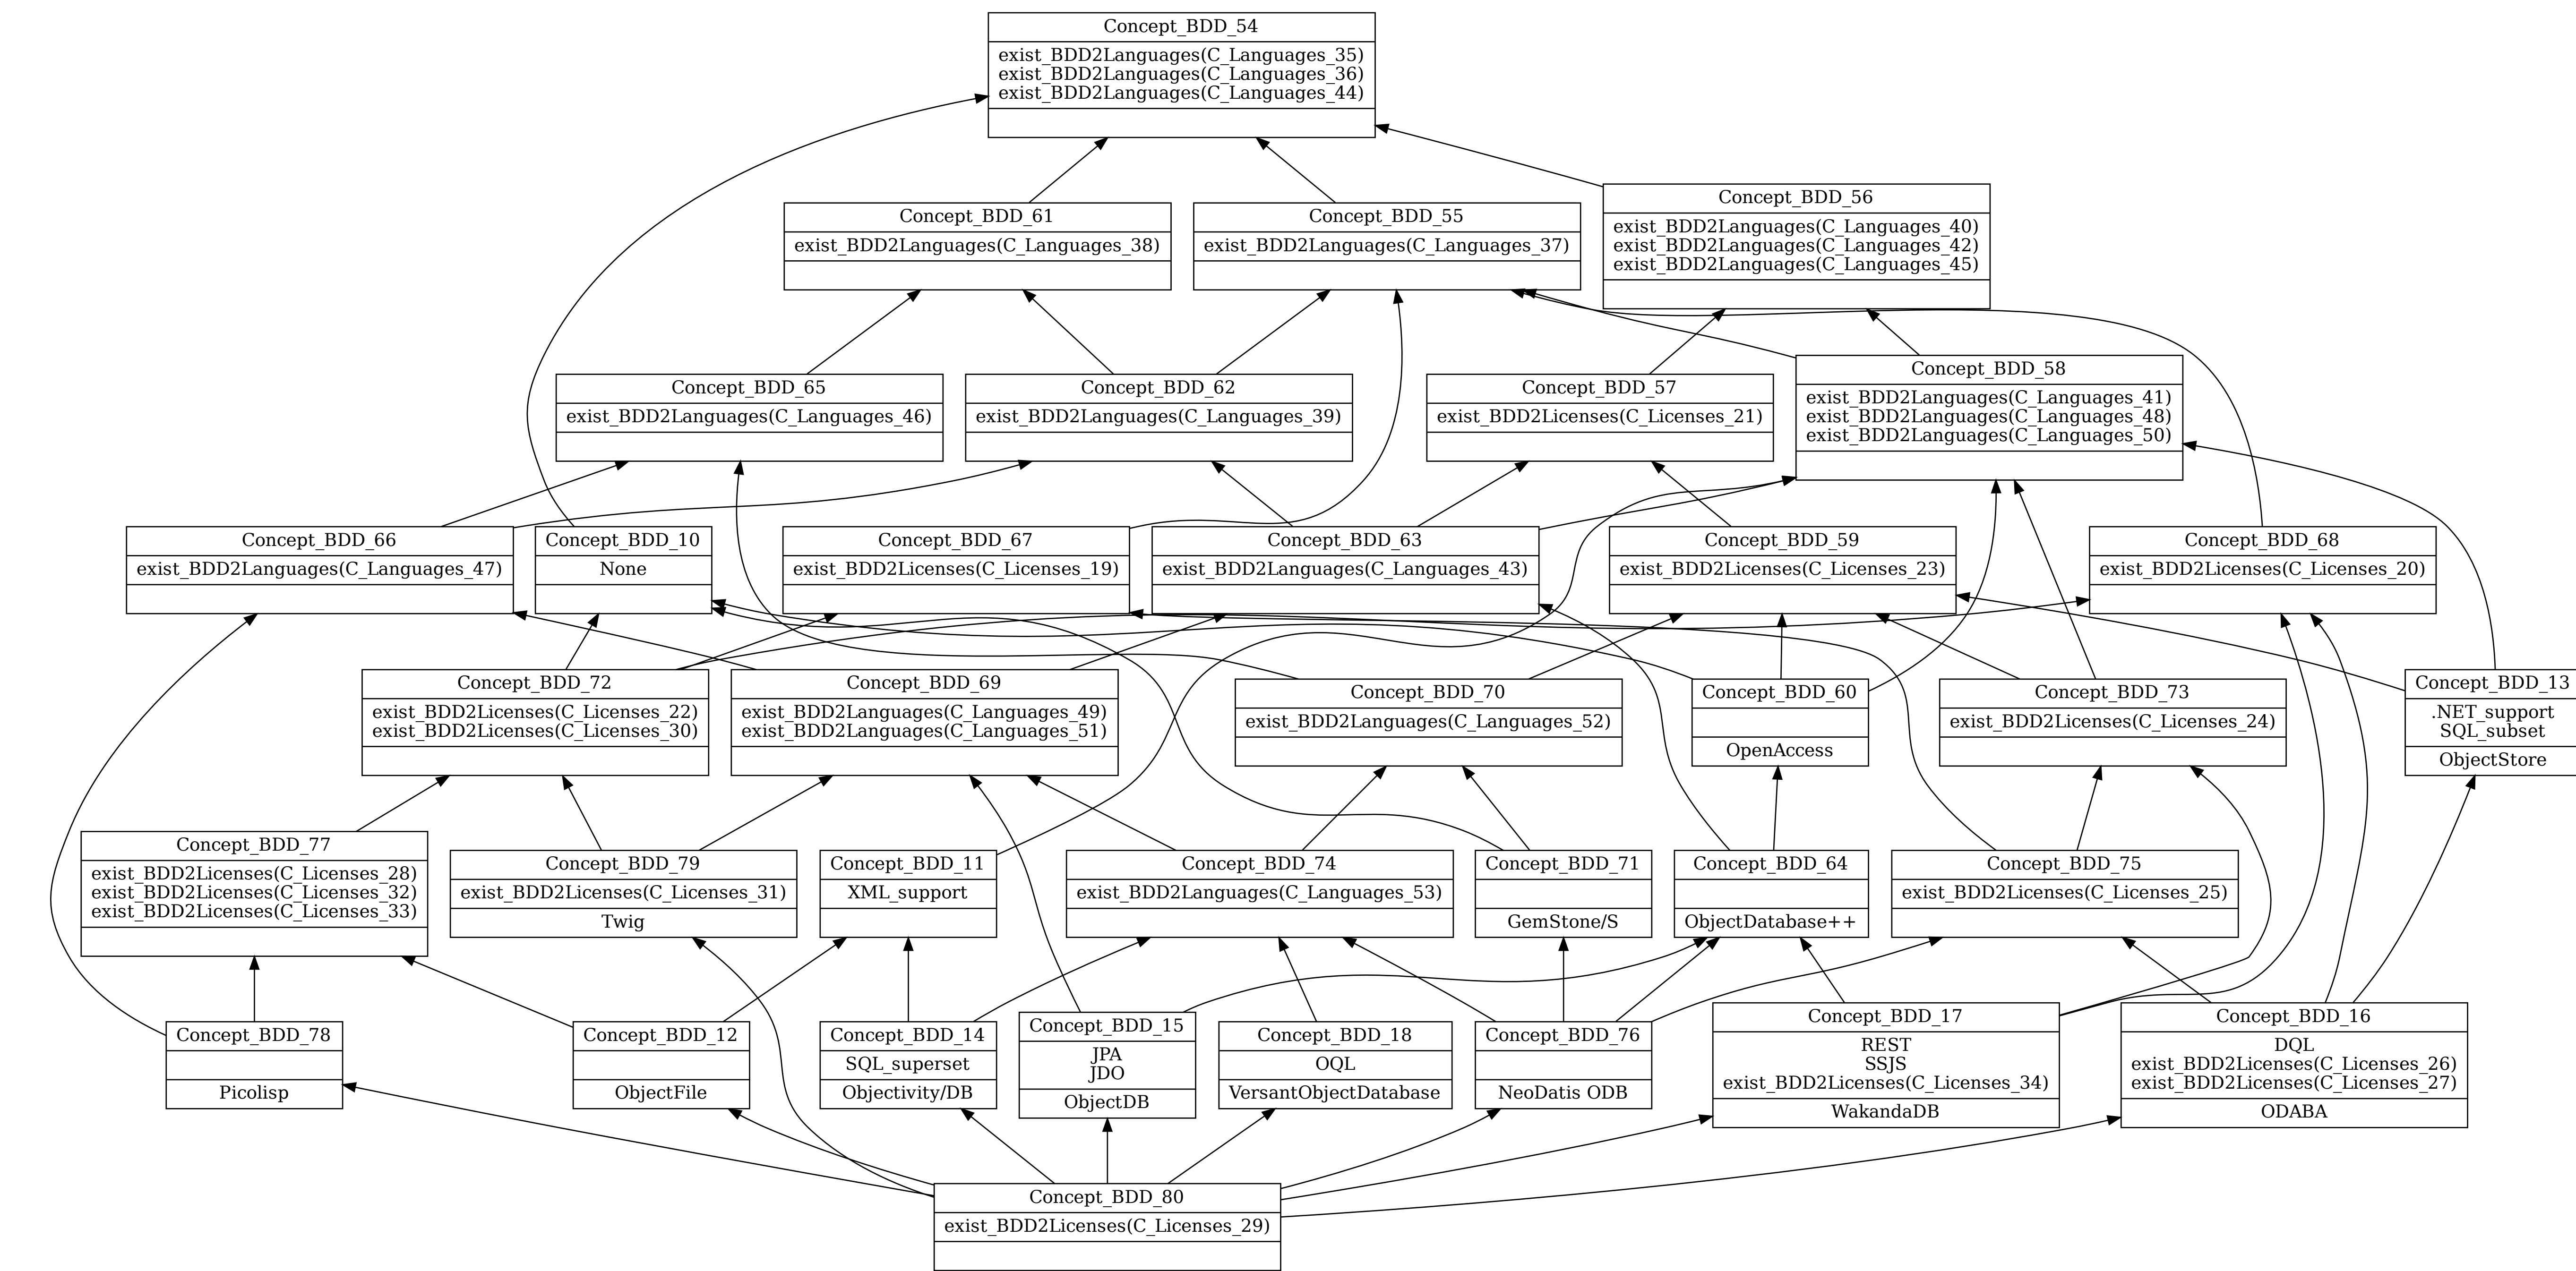 Concept_BDD_54
exist_BDD2Languages(C_Languages_35)
exist_BDD2Languages(C_Languages_36)
exist_BDD2Languages(C_Languages_44)
Concept_BDD_61
exist_BDD2Languages(C_Languages_38)
Concept_BDD_55
exist_BDD2Languages(C_Languages_37)
Concept_BDD_56
exist_BDD2Languages(C_Languages_40)
exist_BDD2Languages(C_Languages_42)
exist_BDD2Languages(C_Languages_45)
Concept_BDD_65
exist_BDD2Languages(C_Languages_46)
Concept_BDD_62
exist_BDD2Languages(C_Languages_39)
Concept_BDD_57
exist_BDD2Licenses(C_Licenses_21)
Concept_BDD_58
exist_BDD2Languages(C_Languages_41)
exist_BDD2Languages(C_Languages_48)
exist_BDD2Languages(C_Languages_50)
Concept_BDD_66
exist_BDD2Languages(C_Languages_47)
Concept_BDD_10
None
Concept_BDD_67
exist_BDD2Licenses(C_Licenses_19)
Concept_BDD_63
exist_BDD2Languages(C_Languages_43)
Concept_BDD_59
exist_BDD2Licenses(C_Licenses_23)
Concept_BDD_68
exist_BDD2Licenses(C_Licenses_20)
Concept_BDD_72
exist_BDD2Licenses(C_Licenses_22)
exist_BDD2Licenses(C_Licenses_30)
Concept_BDD_69
exist_BDD2Languages(C_Languages_49)
exist_BDD2Languages(C_Languages_51)
Concept_BDD_70
exist_BDD2Languages(C_Languages_52)
Concept_BDD_60
OpenAccess
Concept_BDD_73
exist_BDD2Licenses(C_Licenses_24)
Concept_BDD_13
.NET_support
SQL_subset
ObjectStore
Concept_BDD_77
exist_BDD2Licenses(C_Licenses_28)
exist_BDD2Licenses(C_Licenses_32)
exist_BDD2Licenses(C_Licenses_33)
Concept_BDD_79
exist_BDD2Licenses(C_Licenses_31)
Twig
Concept_BDD_11
XML_support
Concept_BDD_74
exist_BDD2Languages(C_Languages_53)
Concept_BDD_71
GemStone/S
Concept_BDD_64
ObjectDatabase++
Concept_BDD_75
exist_BDD2Licenses(C_Licenses_25)
Concept_BDD_78
Picolisp
Concept_BDD_12
ObjectFile
Concept_BDD_14
SQL_superset
Objectivity/DB
Concept_BDD_15
JPA
JDO
ObjectDB
Concept_BDD_18
OQL
VersantObjectDatabase
Concept_BDD_76
NeoDatis ODB
Concept_BDD_17
REST
SSJS
exist_BDD2Licenses(C_Licenses_34)
WakandaDB
Concept_BDD_16
DQL
exist_BDD2Licenses(C_Licenses_26)
exist_BDD2Licenses(C_Licenses_27)
ODABA
Concept_BDD_80
exist_BDD2Licenses(C_Licenses_29)